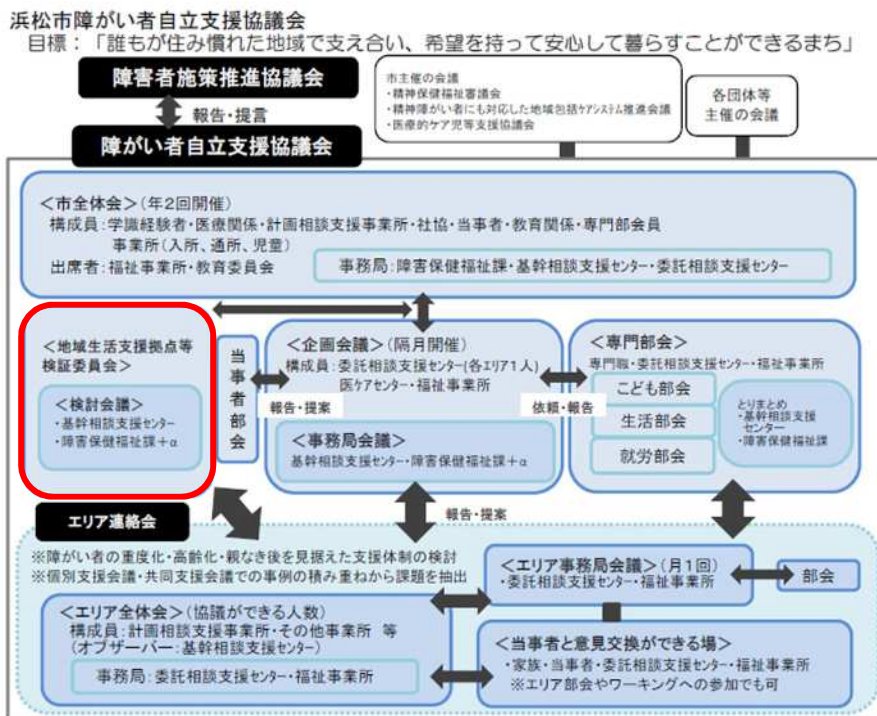 浜松市障がい者自立支援協議会
目標：「誰もが住み慣れた地域で支え合い、希望を持って安心して暮らすことができるまち」
障害者施策推進協議会
報告・提言
障がい者自立支援協議会
市主催の会議
・精神保健福祉審議会
・精神障がい者にも対応した地域包括ケアシステム推進会議
・医療的ケア児等支援協議会
各団体等
主催の会議
＜市全体会＞（年2回開催）
構成員：学識経験者・医療関係・計画相談支援事業所・社協・当事者・教育関係・専門部会員
事業所（入所、通所、児童）
出席者：福祉事業所・教育委員会
事務局：障害保健福祉課・基幹相談支援センター・委託相談支援センター
＜地域生活支援拠点等
検証委員会＞
＜検討会議＞
・基幹相談支援センター
・障害保健福祉課＋α
当事者部会
＜企画会議＞（隔月開催）
構成員：委託相談支援センター(各エリア1人)
医ケアセンター・福祉事業所
報告・提案
＜事務局会議＞
基幹相談支援センター・障害保健福祉課＋α
依頼・報告
＜専門部会＞
専門職・委託相談支援センター・福祉事業所
こども部会
生活部会
就労部会
とりまとめ
・基幹相談支援
センター
・障害保健福祉課
エリア連絡会
報告・提案
※障がい者の重度化・高齢化・親なき後を見据えた支援体制の検討
※個別支援会議・共同支援会議での事例の積み重ねから課題を抽出
＜エリア事務局会議＞（月1回）
・委託相談支援センター・福祉事業所
部会
＜エリア全体会＞（協議ができる人数）
構成員：計画相談支援事業所・その他事業所 等
（オブザーバー：基幹相談支援センター）
事務局：委託相談支援センター・福祉事業所
＜当事者と意見交換ができる場＞
・家族・当事者・委託相談支援センター・福祉事業所
※エリア部会やワーキングへの参加でも可